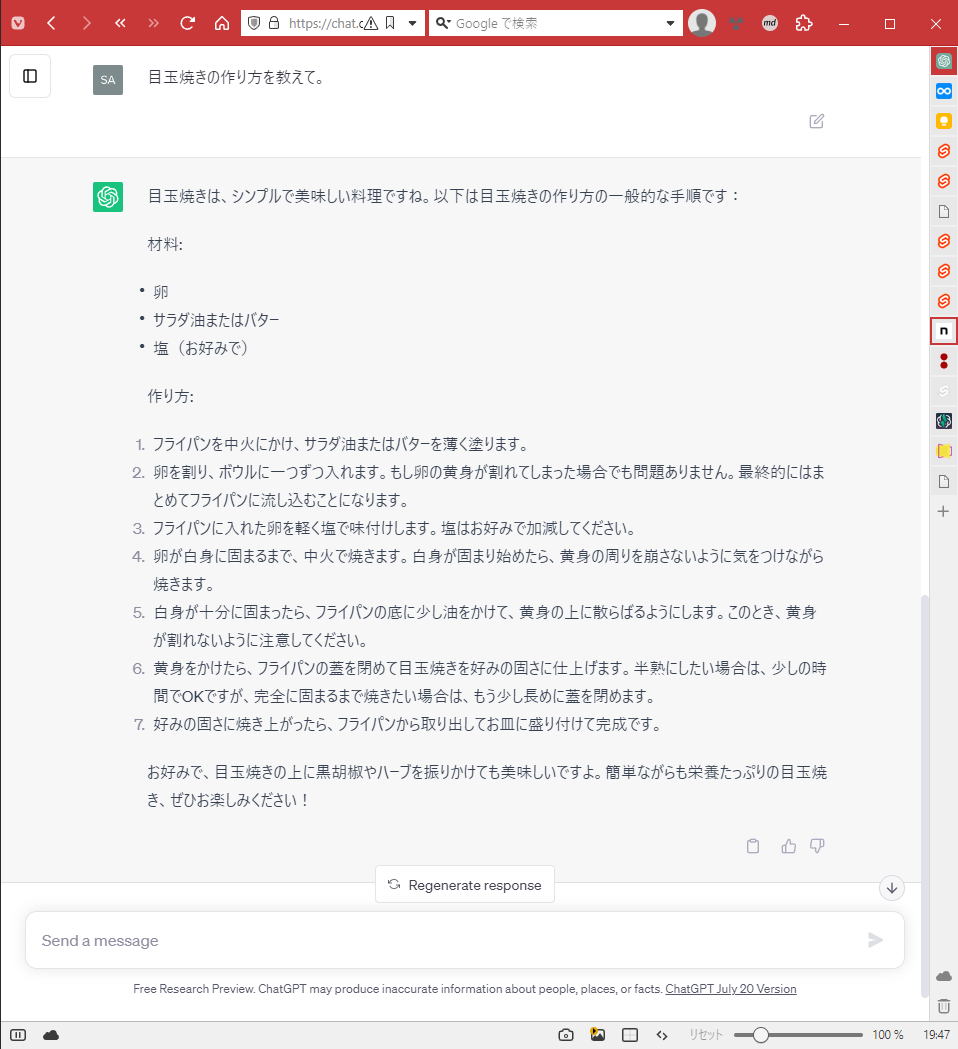 https://chat.c
Google で検索
md
SA
目玉焼きの作り方を教えて。
目玉焼きは、シンプルで美味しい料理ですね。以下は目玉焼きの作り方の一般的な手順です：
材料:
• 卵
• サラダ油またはバター
• 塩（お好みで）
作り方:
1. フライパンを中火にかけ、サラダ油またはバターを薄く塗ります。
2. 卵を割り、ボウルに一つずつ入れます。もし卵の黄身が割れてしまった場合でも問題ありません。最終的にはま
とめてフライパンに流し込むことになります。
3. フライパンに入れた卵を軽く塩で味付けします。塩はお好みで加減してください。
4. 卵が白身に固まるまで、中火で焼きます。白身が固まり始めたら、黄身の周りを崩さないように気をつけながら
焼きます。
5. 白身が十分に固まったら、フライパンの底に少し油をかけて、黄身の上に散らばるようにします。このとき、黄身
が割れないように注意してください。
6. 黄身をかけたら、フライパンの蓋を閉めて目玉焼きを好みの固さに仕上げます。半熟にしたい場合は、少しの時
間でOKですが、完全に固まるまで焼きたい場合は、もう少し長めに蓋を閉めます。
7. 好みの固さに焼き上がったら、フライパンから取り出してお皿に盛り付けて完成です。
お好みで、目玉焼きの上に黒胡椒やハーブを振りかけても美味しいですよ。簡単ながらも栄養たっぷりの目玉焼
き、ぜひお楽しみください！
Regenerate response
Send a message
Free Research Preview. ChatGPT may produce inaccurate information about people, places, or facts. ChatGPT July 20 Version
n
リセット
100 %
19:47